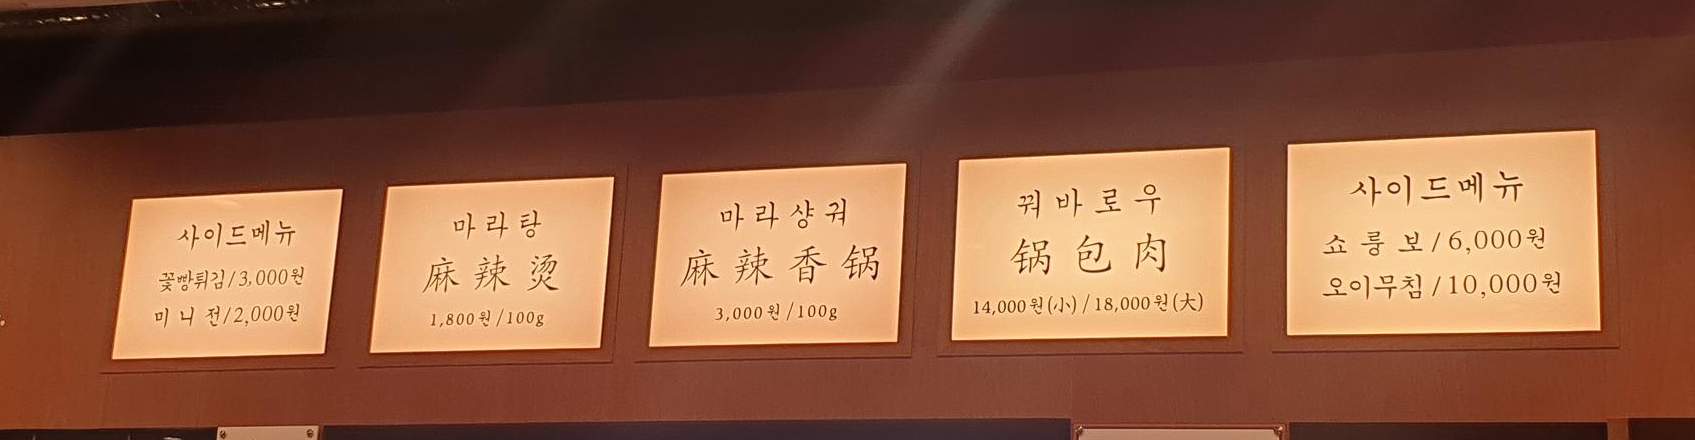 사이드메뉴
꽃빵튀김/3,000원
미니전/2,000원
마라탕
麻辣烫
1,800원/100g
마라샹궈
麻辣香锅
3,000원/100g
꿔바로우
锅包肉
14,000원(小)/18,000원(大)
사이드메뉴
쇼룽보/6,000원
오이무침/10,000원